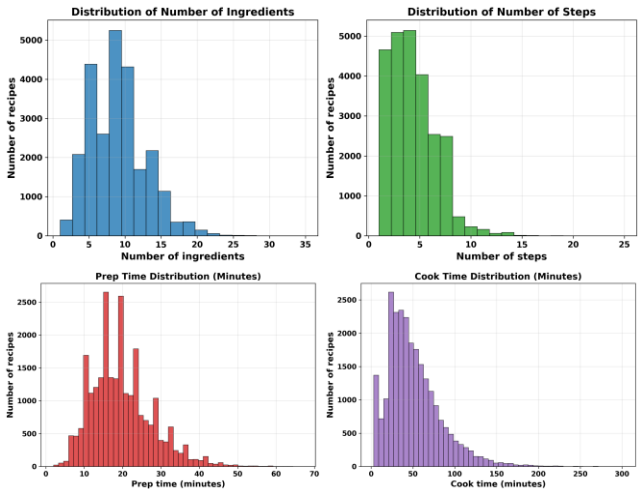 Distribution of Number of Ingredients
Number of recipes
5000
4000
3000
2000
1000
0
0 5 10 15 20 25 30 35
Number of ingredients
Distribution of Number of Steps
Number of recipes
5000
4000
3000
2000
1000
0
0 5 10 15 20 25
Number of steps
Prep Time Distribution (Minutes)
Number of recipes
2500
2000
1500
1000
500
0
10 20 30 40 50 60 70
Prep time (minutes)
Cook Time Distribution (Minutes)
Number of recipes
2500
2000
1500
1000
500
0
0 50 100 150 200 250 300
Cook time (minutes)